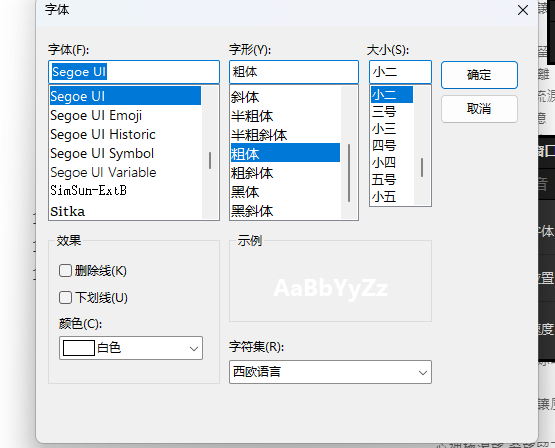 字体
字体(F):
字形(Y):
大小(S):
Segoe UI
粗体
小二
确定
取消
Segoe UI
Segoe UI Emoji
Segoe UI Historic
Segoe UI Symbol
Segoe UI Variable
SimSun-ExtB
Sitka
斜体
半粗体
半粗斜体
粗体
粗斜体
黑体
黑斜体
小二
三号
小三
四号
小四
五号
小五
效果
删除线(K)
下划线(U)
颜色(C):
白色
示例
AaBbYyZz
字符集(R):
西欧语言